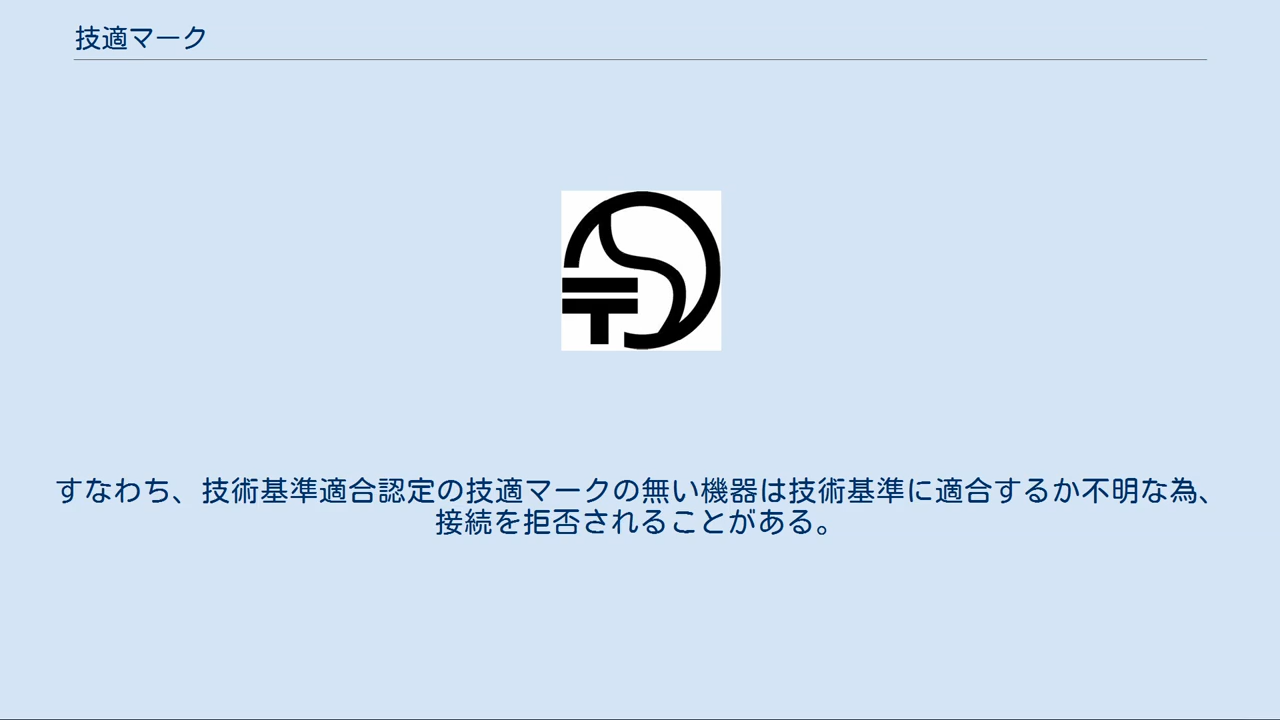 技適マーク
すなわち、技術基準適合認定の技適マークの無い機器は技術基準に適合するか不明な為、
接続を拒否されることがある。